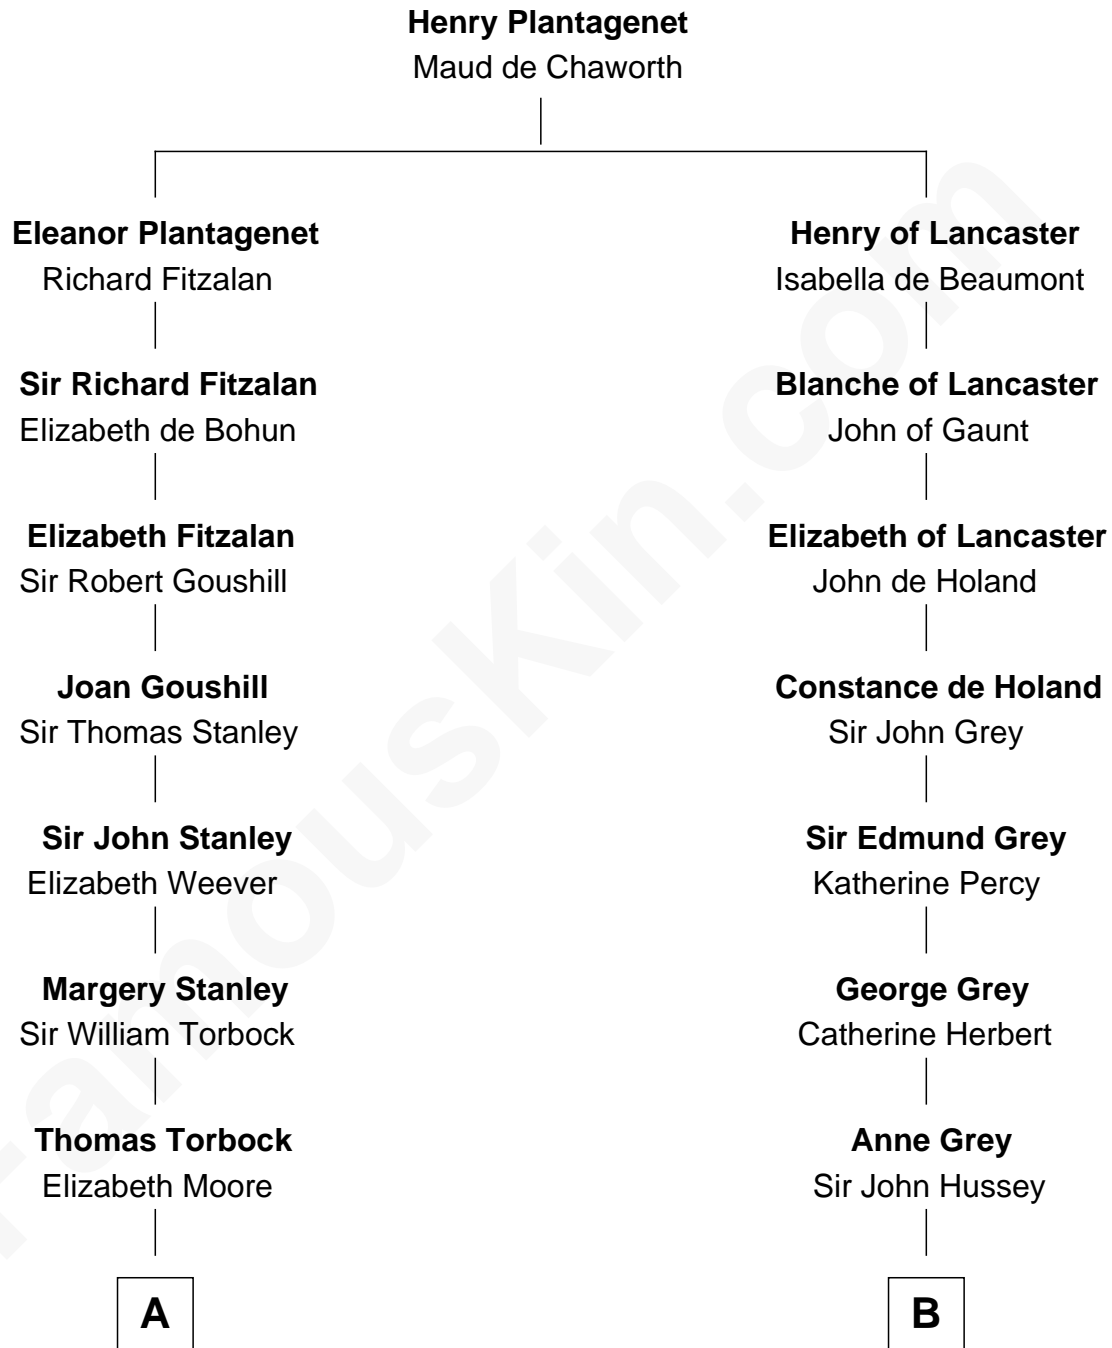 Henry Plantagenet
Maud de Chaworth
Eleanor Plantagenet
Richard Fitzalan
Henry of Lancaster
Isabella de Beaumont
Sir Richard Fitzalan
Elizabeth de Bohun
Blanche of Lancaster
John of Gaunt
Elizabeth Fitzalan
Sir Robert Goushill
Elizabeth of Lancaster
John de Holand
Joan Goushill
Sir Thomas Stanley
Constance de Holand
Sir John Grey
Sir John Stanley
Elizabeth Weever
Sir Edmund Grey
Katherine Percy
Margery Stanley
Sir William Torbock
George Grey
Catherine Herbert
Thomas Torbock
Elizabeth Moore
Anne Grey
Sir John Hussey
A
B
FamousKin.com